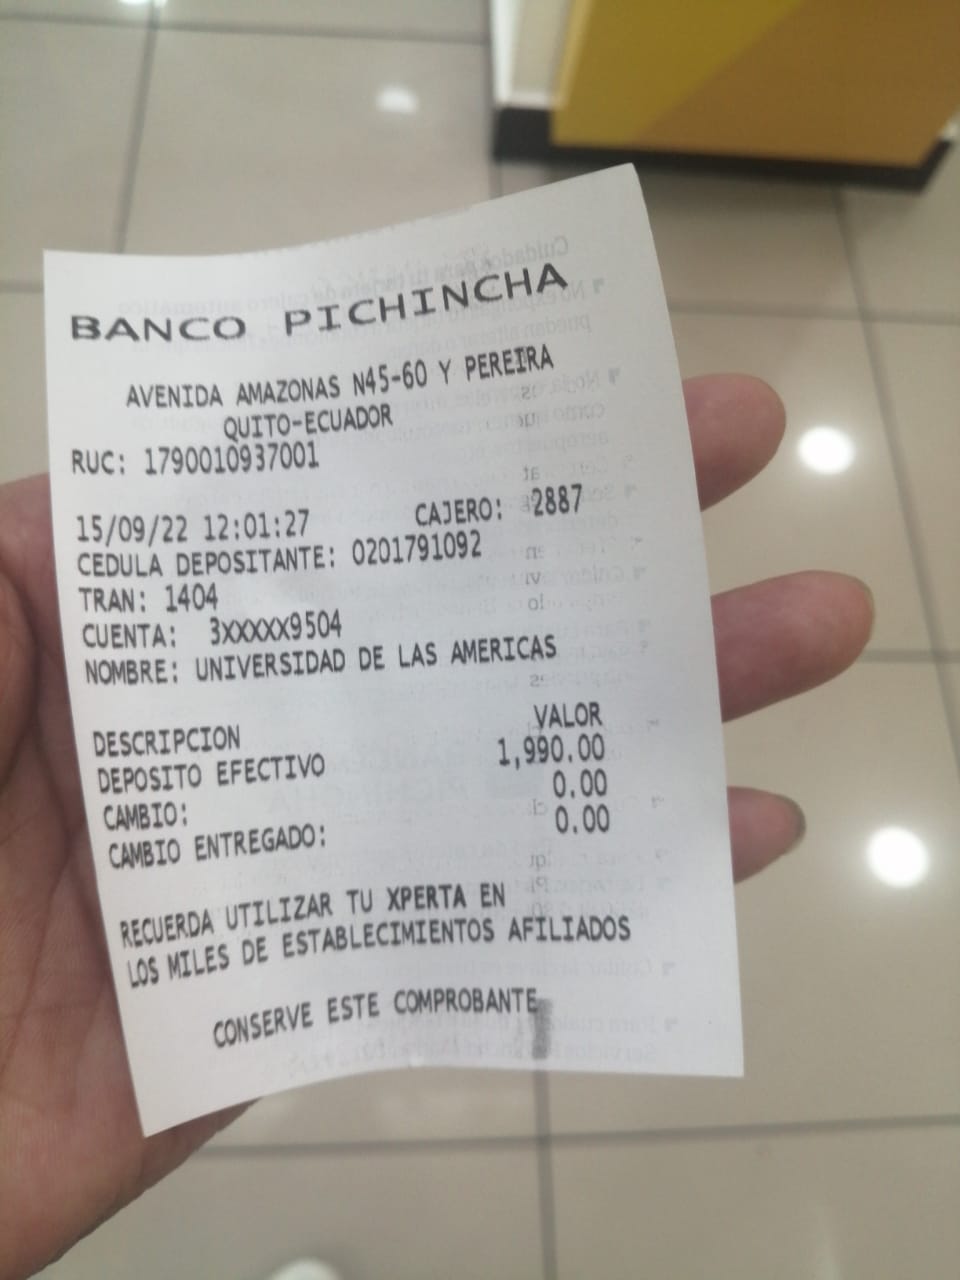 BANCO PICHINCHA
AVENIDA AMAZONAS N45-60 Y PEREIRA
QUITO-ECUADOR
RUC: 1790010937001
15/09/22 12:01:27 CAJERO: 2887
CEDULA DEPOSITANTE: 0201791092
TRAN: 1404
CUENTA: 3XXXXX9504
NOMBRE: UNIVERSIDAD DE LAS AMERICAS
DESCRIPCION VALOR
DEPOSITO EFECTIVO 1,990.00
CAMBIO: 0.00
CAMBIO ENTREGADO: 0.00
RECUERDA UTILIZAR TU XPERTA EN
LOS MILES DE ESTABLECIMIENTOS AFILIADOS
CONSERVE ESTE COMPROBANTE